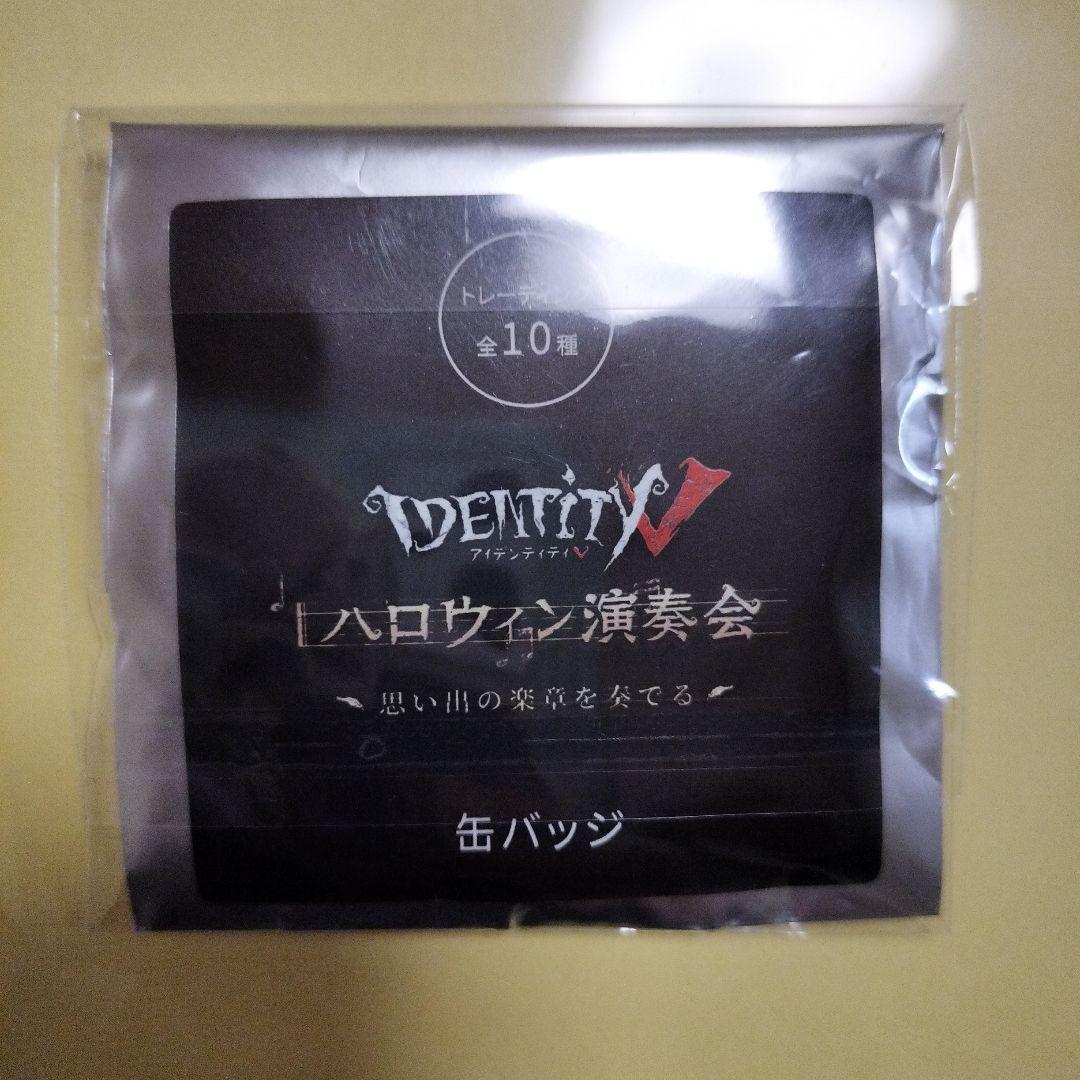 トレーディング
全10種
IDENTITY V
アイデンティティV
ハロウィン演奏会
思い出の楽章を奏でる
缶バッジ